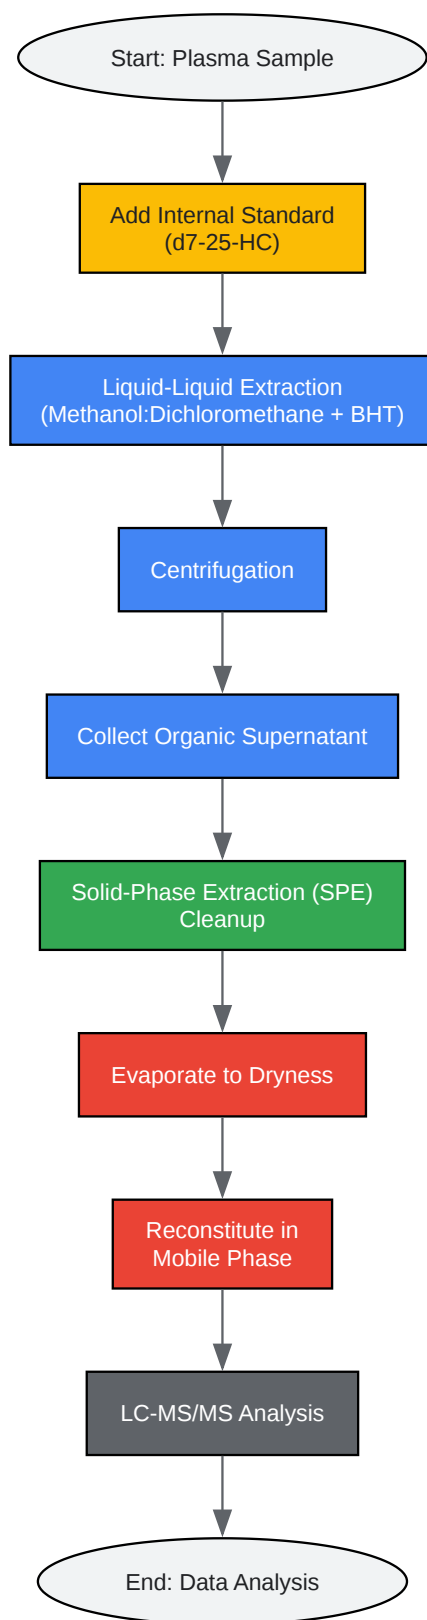 Start: Plasma Sample
Add Internal Standard
(d7-25-HC)
Liquid-Liquid Extraction
(Methanol:Dichloromethane + BHT)
Centrifugation
Collect Organic Supernatant
Solid-Phase Extraction (SPE)
Cleanup
Evaporate to Dryness
Reconstitute in
Mobile Phase
LC-MS/MS Analysis
End: Data Analysis